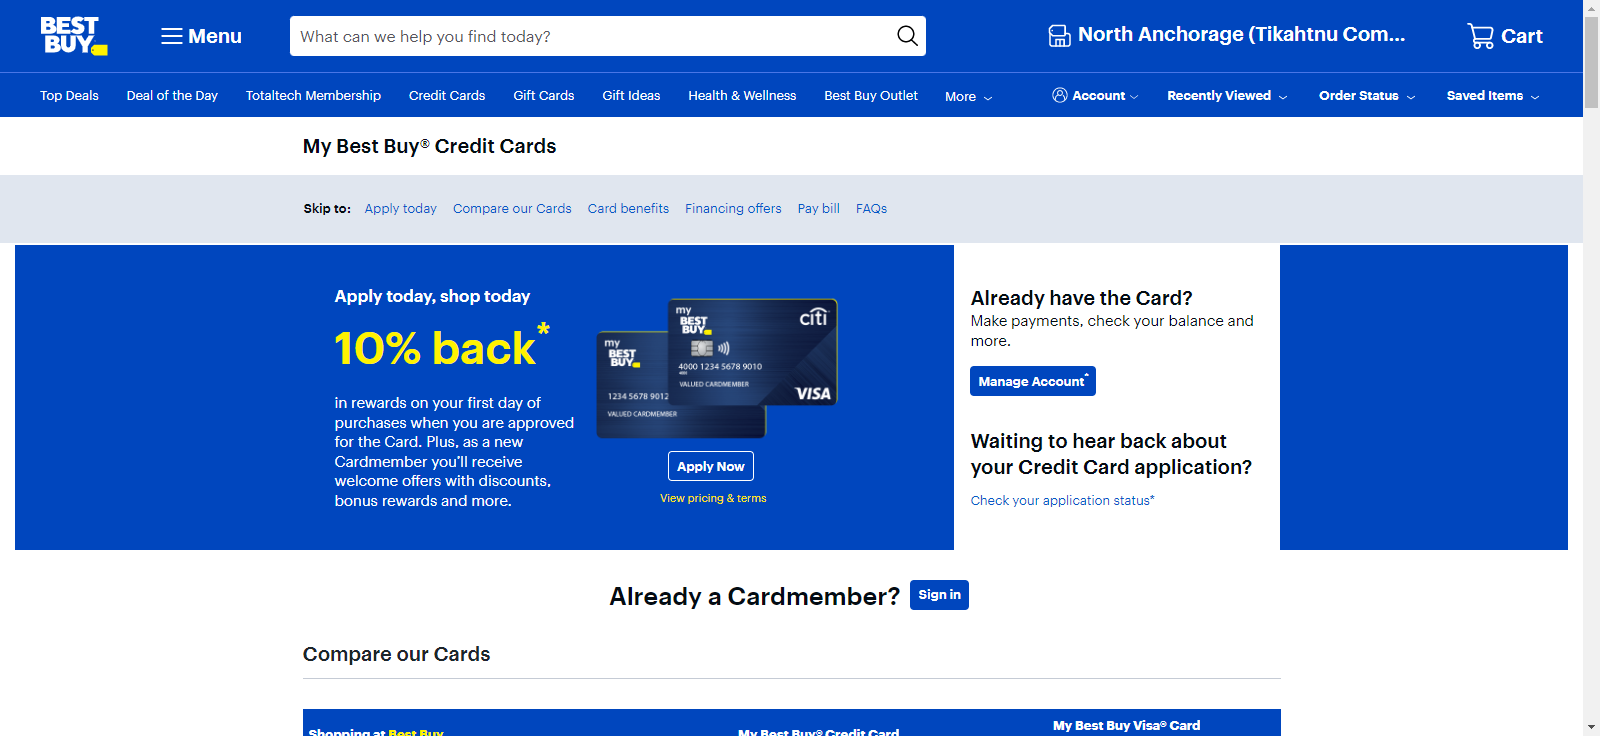 BEST BUY
Menu
What can we help you find today?
North Anchorage (Tikahtnu Com...
Cart
Top Deals
Deal of the Day
Totaltech Membership
Credit Cards
Gift Cards
Gift Ideas
Health & Wellness
Best Buy Outlet
More
Account
Recently Viewed
Order Status
Saved Items
My Best Buy® Credit Cards
Skip to: Apply today Compare our Cards Card benefits Financing offers Pay bill FAQs
Apply today, shop today
10% back*
in rewards on your first day of
purchases when you are approved
for the Card. Plus, as a new
Cardmember you'll receive
welcome offers with discounts,
bonus rewards and more.
my
BEST
BUY
citi
4000 1234 5678 9010
VALUED CARDMEMBER
VISA
my
BEST
BUY
1234 5678 9012
VALUED CARDMEMBER
Apply Now
View pricing & terms
Already have the Card?
Make payments, check your balance and
more.
Manage Account*
Waiting to hear back about
your Credit Card application?
Check your application status*
Already a Cardmember?
Sign in
Compare our Cards
Shopping at Best Buy
My Best Buy® Credit Card
My Best Buy Visa® Card